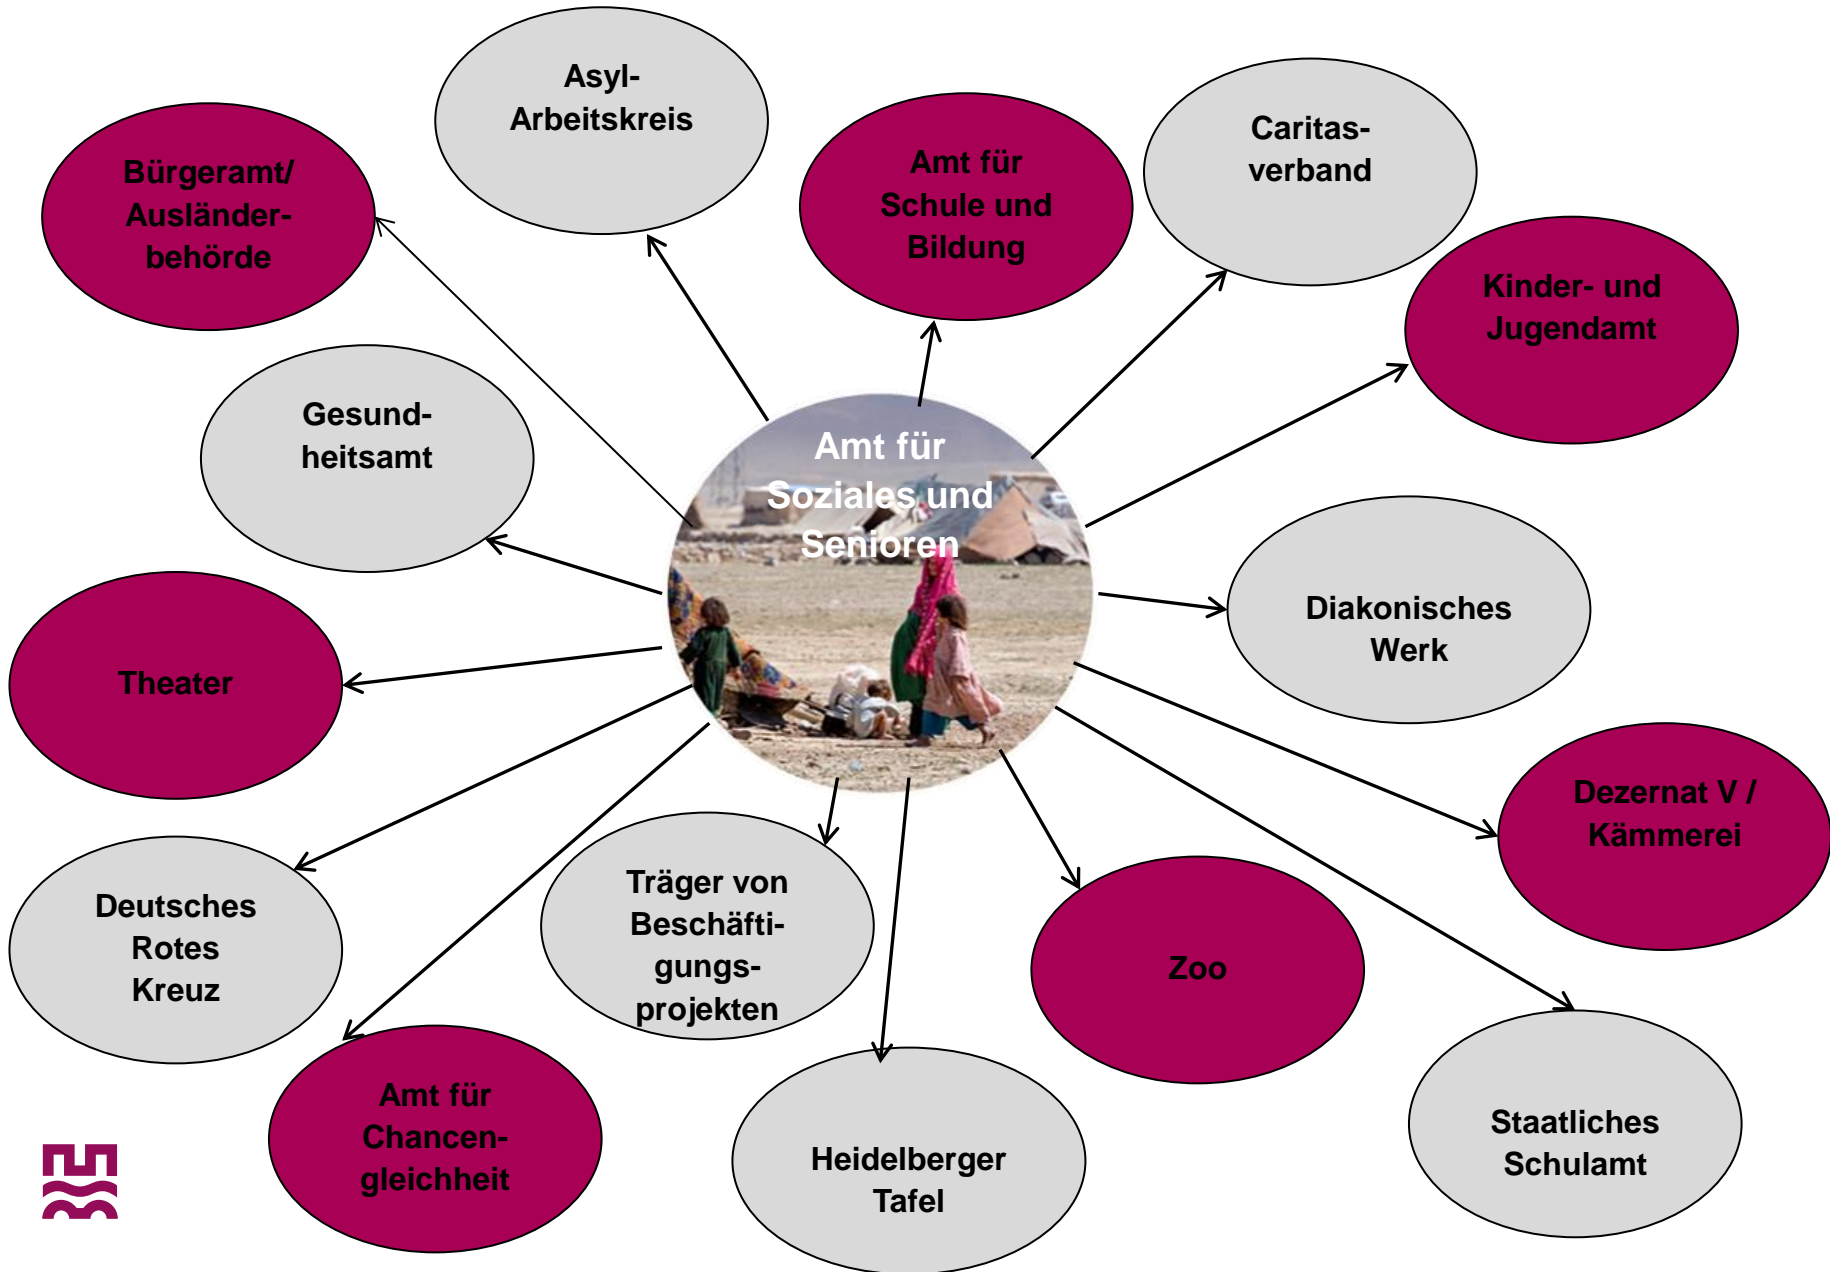 Asyl-
Arbeitskreis
Caritas-
verband
Amt für
Schule und
Bildung
Bürgeramt/
Ausländer-
behörde
Kinder- und
Jugendamt
Gesund-
heitsamt
Amt für
Soziales und
Senioren
Diakonisches
Werk
Theater
Dezernat V /
Kämmerei
Deutsches
Rotes
Kreuz
Träger von
Beschäfti-
gungs-
projekten
Zoo
Amt für
Chancen-
gleichheit
Heidelberger
Tafel
Staatliches
Schulamt